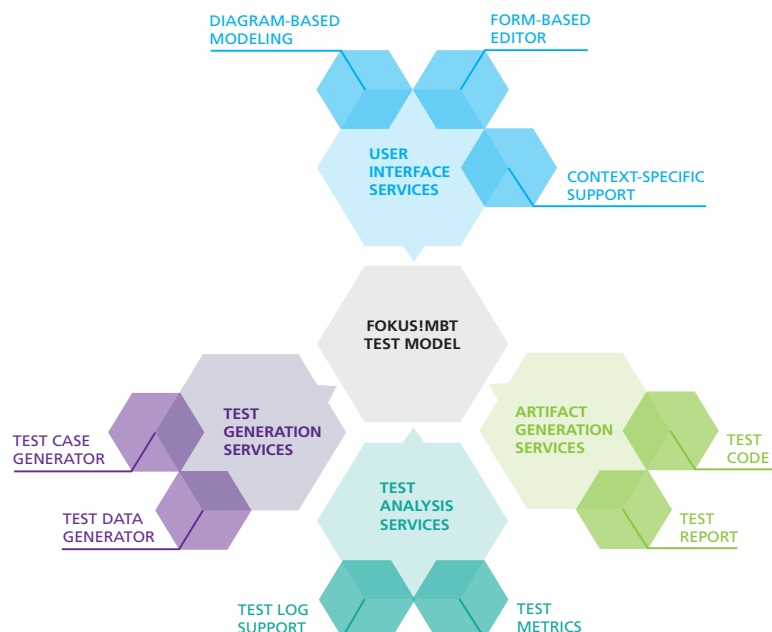 DIAGRAM-BASED
MODELING
FORM-BASED
EDITOR
USER
INTERFACE
SERVICES
CONTEXT-SPECIFIC
SUPPORT
FOKUS!MBT
TEST MODEL
TEST
GENERATION
SERVICES
ARTIFACT
GENERATION
SERVICES
TEST CASE
GENERATOR
TEST
CODE
TEST
ANALYSIS
SERVICES
TEST DATA
GENERATOR
TEST
REPORT
TEST LOG
SUPPORT
TEST
METRICS